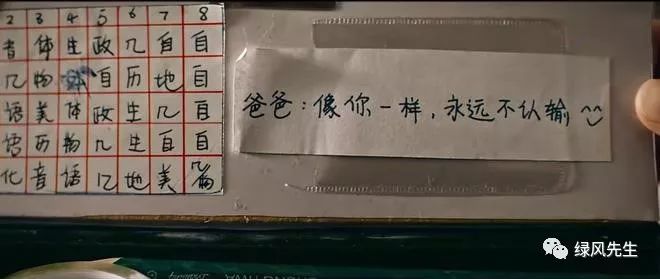 2 3 4 5 6 7 8
音 体 生 政 几 自 自
几 物 自 历 地 自
语 美 体 政 生 几 自
语 历 物 几 生 自 自
化 音 语 地 美
爸爸：像你一样，永远不认输 ^^
绿风先生